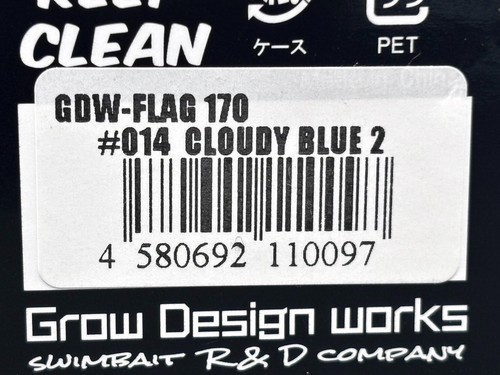 KEEP
CLEAN
ケース
PET
GDW-FLAG 170
#014 CLOUDY BLUE 2
4 580692 110097
Grow Design works
SWIMBAIT R & D COMPANY